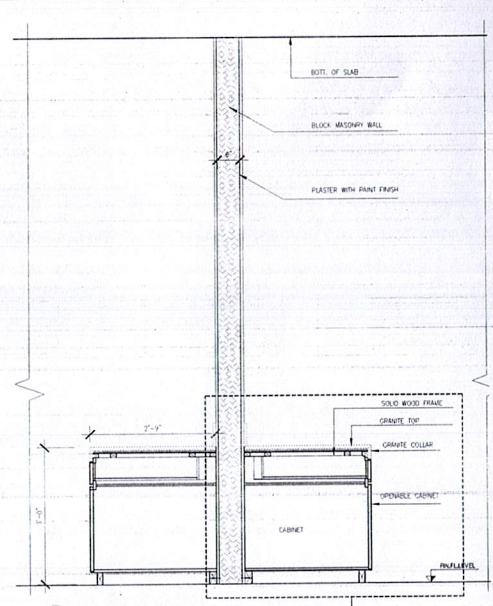 BOTT. OF SLAB
BLOCK MASONRY WALL
6"
PLASTER WITH PAINT FINISH
SOLID WOOD FRAME
GRANITE TOP
2'-9"
GRANITE COLLAR
OPENABLE CABINET
3'-0"
CABINET
FIN.FL.LEVEL